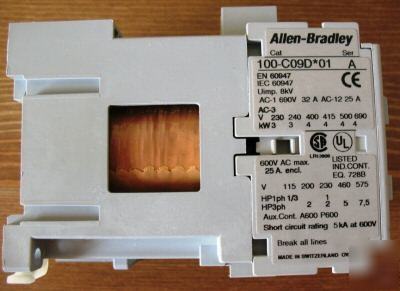 Allen-Bradley
Cat Ser
100-C09D*01 A
EN 60947
IEC 60947
CE
Uimp. 8kV
AC-1 690V 32 A AC-12 25 A
AC-3
V 230 240 400 415 500 690
kW 3 3 4 4 4 4
SA UL
LR13908
600V AC max.
25 A. encl.
LISTED
IND.CONT.
EQ. 728B
V 115 200 230 460 575
HP1ph 1/3 1
HP3ph 2 2 5 7,5
Aux.Cont. A600 P600
Short circuit rating 5kA at 600V
Break all lines
MADE IN SWITZERLAND